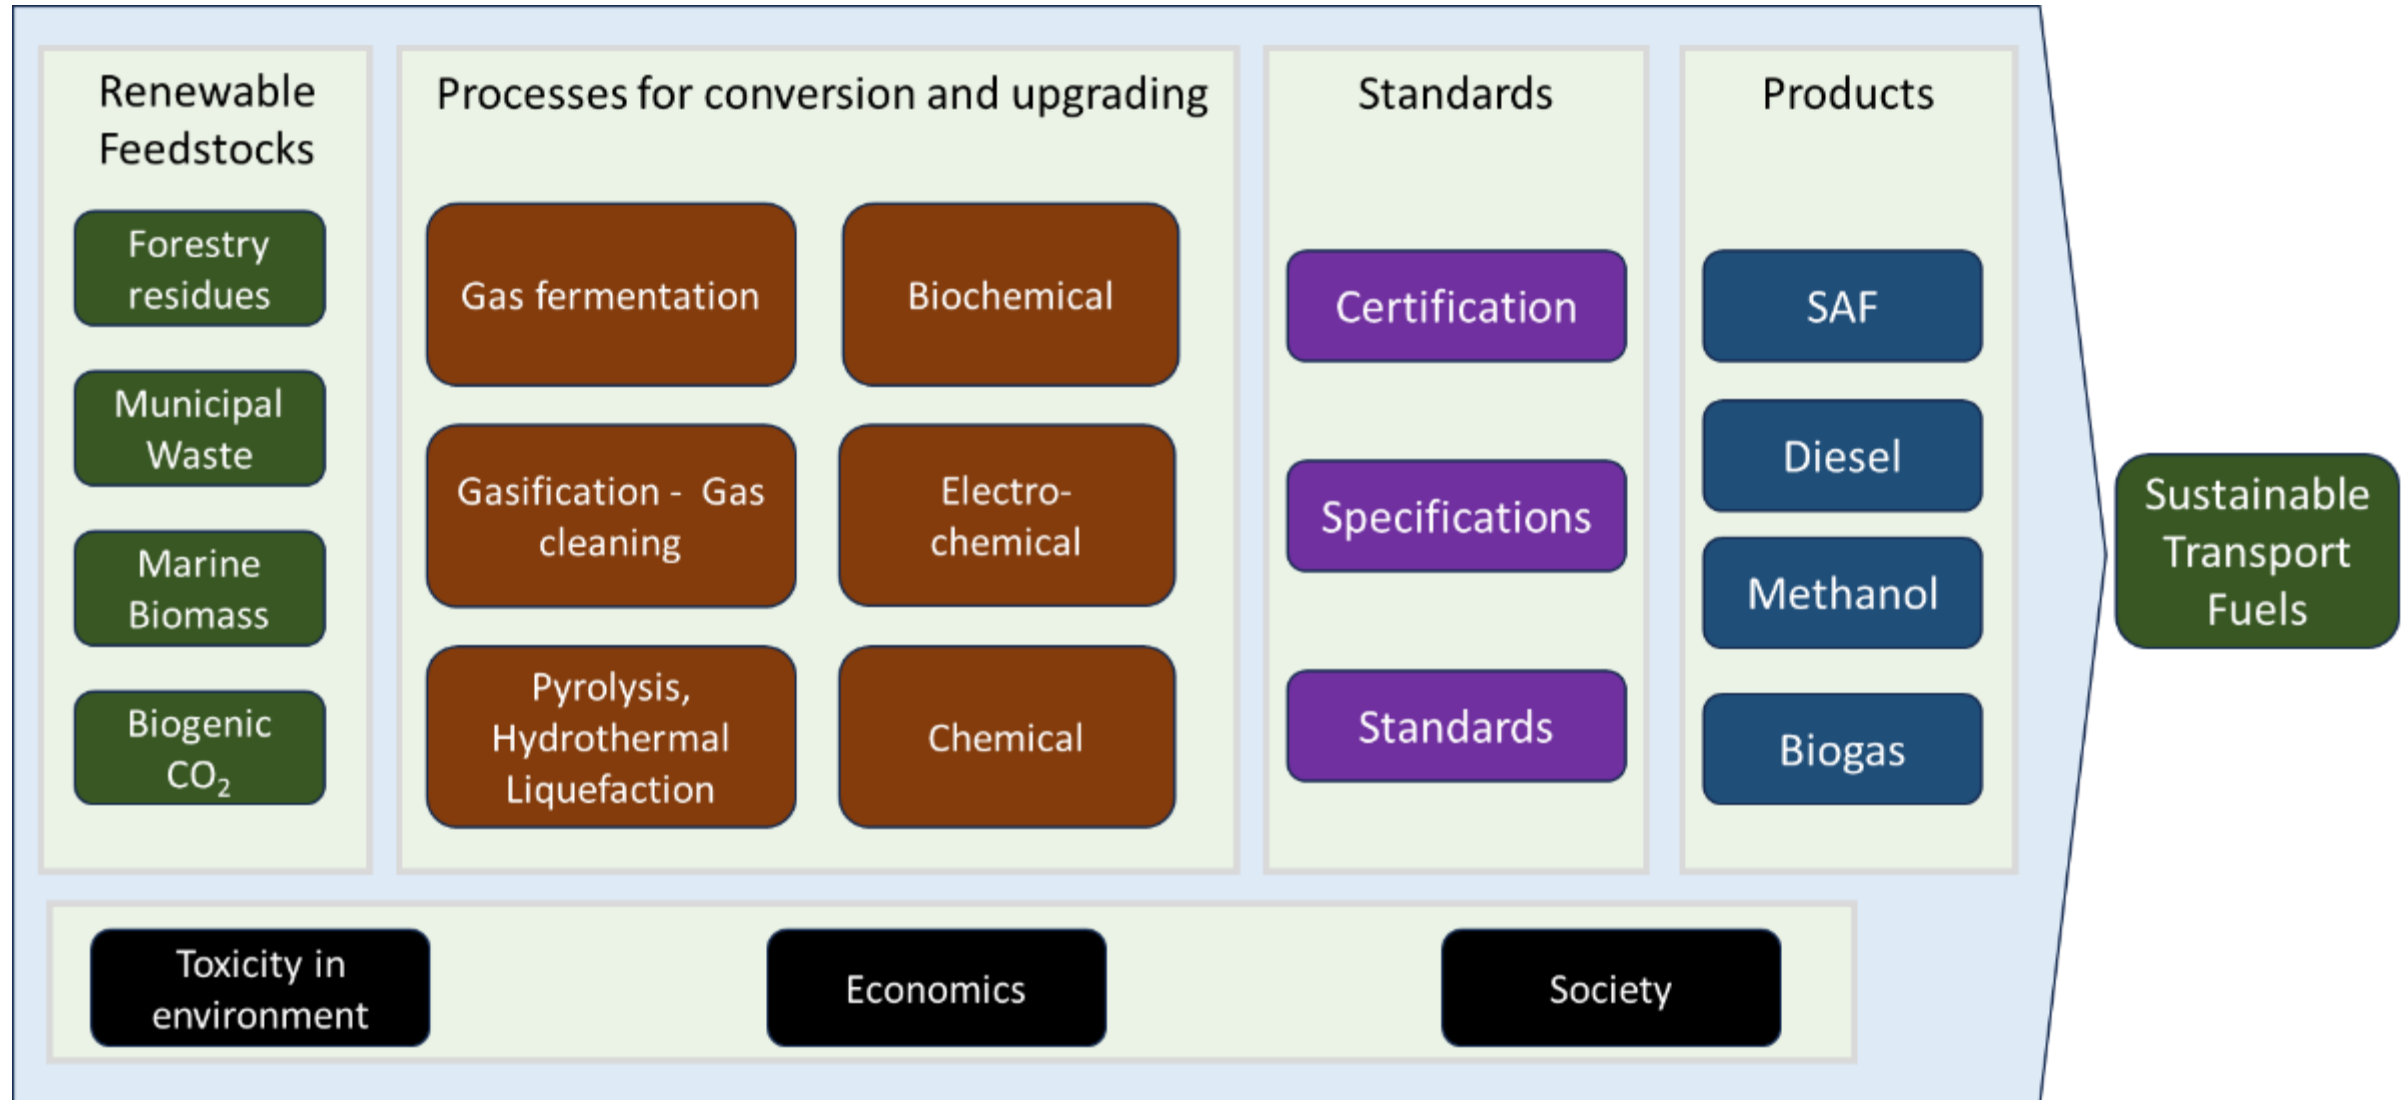 Renewable
Feedstocks
Forestry
residues
Municipal
Waste
Marine
Biomass
Biogenic
CO₂
Processes for conversion and upgrading
Gas fermentation
Biochemical
Gasification - Gas
cleaning
Electro-
chemical
Pyrolysis,
Hydrothermal
Liquefaction
Chemical
Standards
Certification
Specifications
Standards
Products
SAF
Diesel
Methanol
Biogas
Toxicity in
environment
Economics
Society
Sustainable
Transport
Fuels